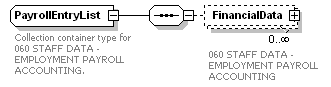 PayrollEntryList
FinancialData
0..∞
Collection container type for
060 STAFF DATA -
EMPLOYMENT PAYROLL
ACCOUNTING.
060 STAFF DATA -
EMPLOYMENT PAYROLL
ACCOUNTING